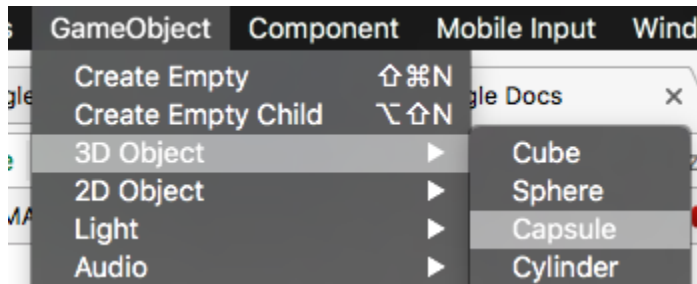 GameObject Component Mobile Input
Create Empty ⇧⌘N
gle Docs ×
Create Empty Child ⌥⇧N
3D Object ▶
Cube
2D Object ▶
Sphere
Light ▶
Capsule
Audio ▶
Cylinder